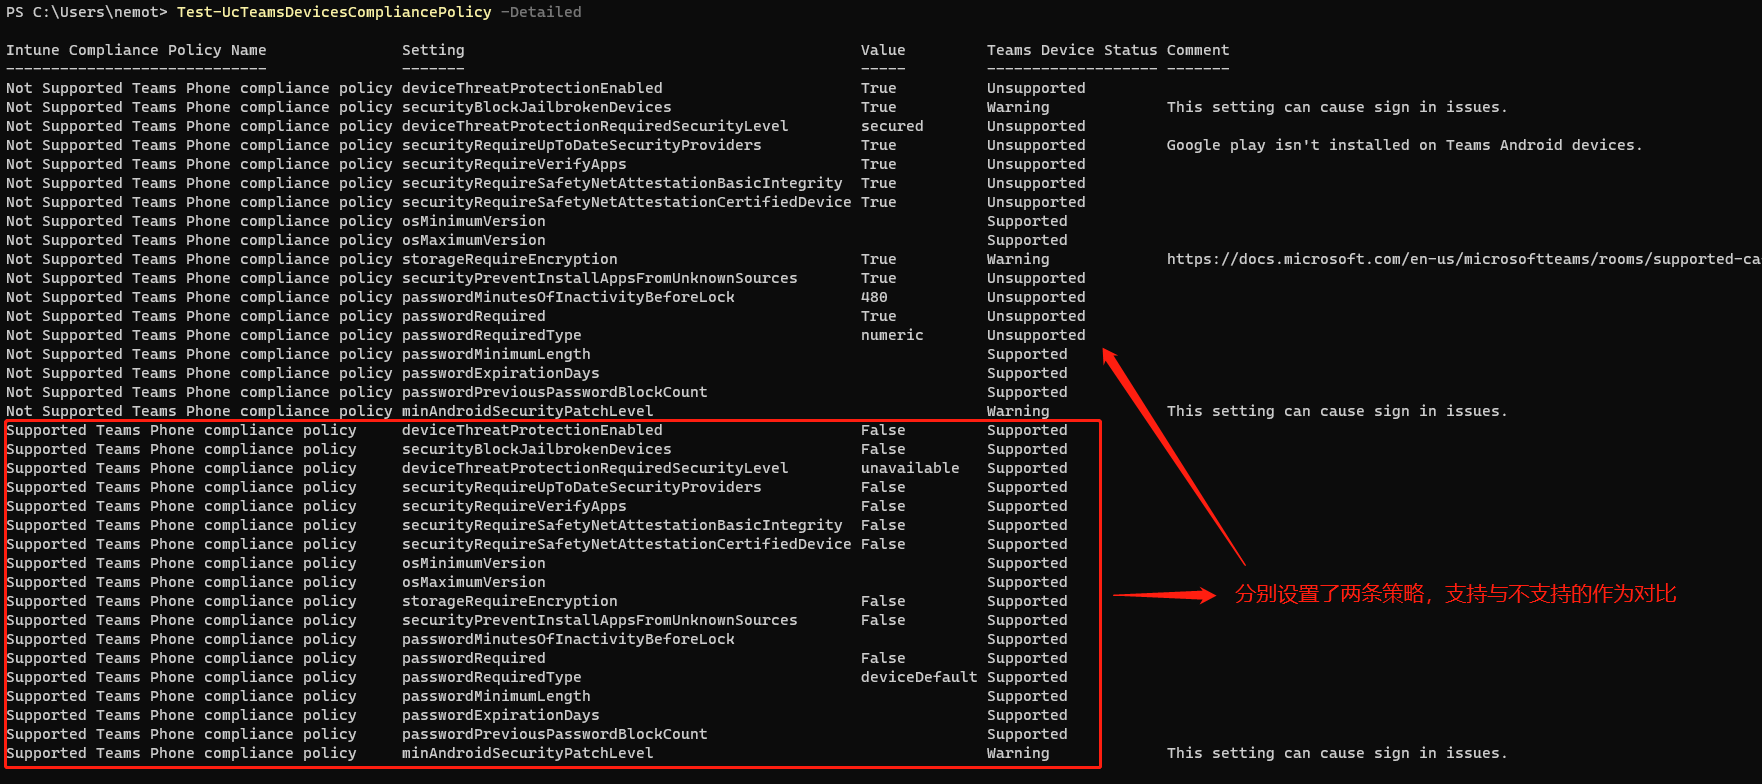 PS C:\Users\nemot> Test-UcTeamsDevicesCompliancePolicy -Detailed
Intune Compliance Policy Name Setting Value Teams Device Status Comment
----------------------------- ------- ----- ------------------- -------
Not Supported Teams Phone compliance policy deviceThreatProtectionEnabled True Unsupported
Not Supported Teams Phone compliance policy securityBlockJailbrokenDevices True Warning This setting can cause sign in issues.
Not Supported Teams Phone compliance policy deviceThreatProtectionRequiredSecurityLevel secured Unsupported
Not Supported Teams Phone compliance policy securityRequireUpToDateSecurityProviders True Unsupported Google play isn't installed on Teams Android devices.
Not Supported Teams Phone compliance policy securityRequireVerifyApps True Unsupported
Not Supported Teams Phone compliance policy securityRequireSafetyNetAttestationBasicIntegrity True Unsupported
Not Supported Teams Phone compliance policy securityRequireSafetyNetAttestationCertifiedDevice True Unsupported
Not Supported Teams Phone compliance policy osMinimumVersion Supported
Not Supported Teams Phone compliance policy osMaximumVersion Supported
Not Supported Teams Phone compliance policy storageRequireEncryption True Warning https://docs.microsoft.com/en-us/microsoftteams/rooms/supported-ca
Not Supported Teams Phone compliance policy securityPreventInstallAppsFromUnknownSources True Unsupported
Not Supported Teams Phone compliance policy passwordMinutesOfInactivityBeforeLock 480 Unsupported
Not Supported Teams Phone compliance policy passwordRequired True Unsupported
Not Supported Teams Phone compliance policy passwordRequiredType numeric Unsupported
Not Supported Teams Phone compliance policy passwordMinimumLength Supported
Not Supported Teams Phone compliance policy passwordExpirationDays Supported
Not Supported Teams Phone compliance policy passwordPreviousPasswordBlockCount Supported
Not Supported Teams Phone compliance policy minAndroidSecurityPatchLevel Warning This setting can cause sign in issues.
Supported Teams Phone compliance policy deviceThreatProtectionEnabled False Supported
Supported Teams Phone compliance policy securityBlockJailbrokenDevices False Supported
Supported Teams Phone compliance policy deviceThreatProtectionRequiredSecurityLevel unavailable Supported
Supported Teams Phone compliance policy securityRequireUpToDateSecurityProviders False Supported
Supported Teams Phone compliance policy securityRequireVerifyApps False Supported
Supported Teams Phone compliance policy securityRequireSafetyNetAttestationBasicIntegrity False Supported
Supported Teams Phone compliance policy securityRequireSafetyNetAttestationCertifiedDevice False Supported
Supported Teams Phone compliance policy osMinimumVersion Supported
Supported Teams Phone compliance policy osMaximumVersion Supported
分别设置了两条策略，支持与不支持的作为对比
Supported Teams Phone compliance policy storageRequireEncryption False Supported
Supported Teams Phone compliance policy securityPreventInstallAppsFromUnknownSources False Supported
Supported Teams Phone compliance policy passwordMinutesOfInactivityBeforeLock Supported
Supported Teams Phone compliance policy passwordRequired False Supported
Supported Teams Phone compliance policy passwordRequiredType deviceDefault Supported
Supported Teams Phone compliance policy passwordMinimumLength Supported
Supported Teams Phone compliance policy passwordExpirationDays Supported
Supported Teams Phone compliance policy passwordPreviousPasswordBlockCount Supported
Supported Teams Phone compliance policy minAndroidSecurityPatchLevel Warning This setting can cause sign in issues.